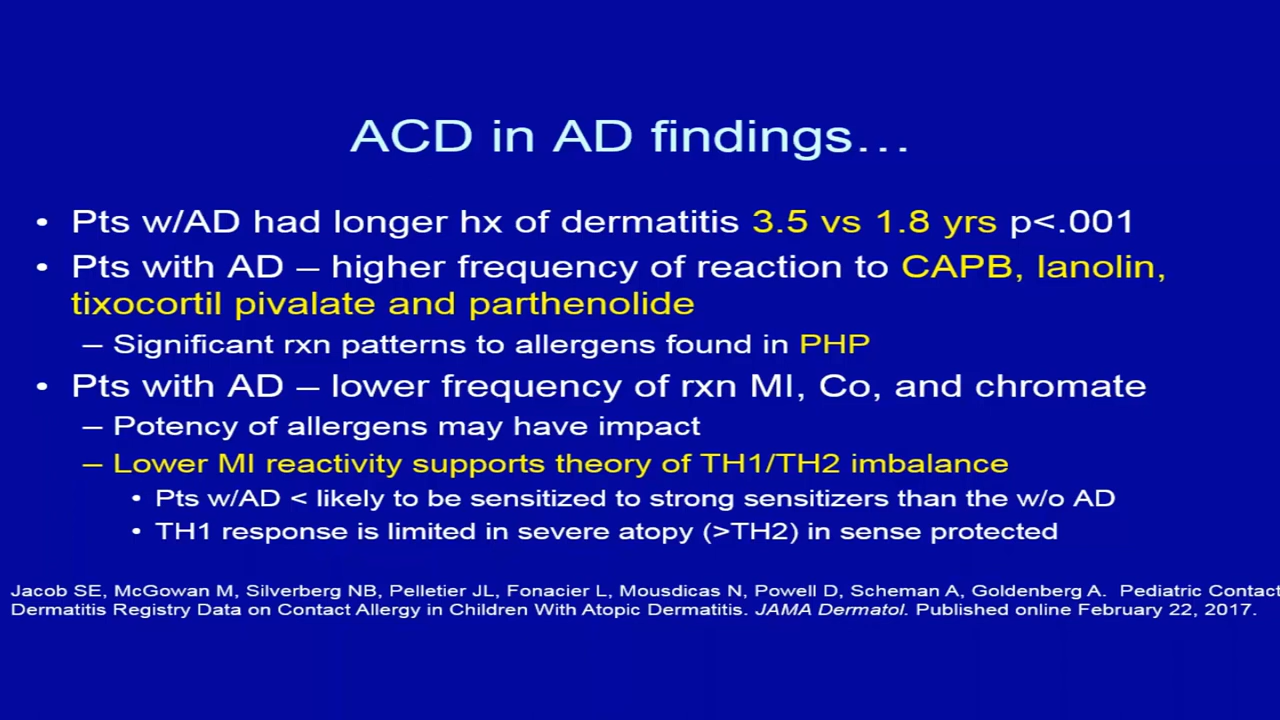 ACD in AD findings…
• Pts w/AD had longer hx of dermatitis 3.5 vs 1.8 yrs p<.001
• Pts with AD – higher frequency of reaction to CAPB, lanolin,
tixocortil pivalate and parthenolide
– Significant rxn patterns to allergens found in PHP
• Pts with AD – lower frequency of rxn MI, Co, and chromate
– Potency of allergens may have impact
– Lower MI reactivity supports theory of TH1/TH2 imbalance
• Pts w/AD < likely to be sensitized to strong sensitizers than the w/o AD
• TH1 response is limited in severe atopy (>TH2) in sense protected
Jacob SE, McGowan M, Silverberg NB, Pelletier JL, Fonacier L, Mousdicas N, Powell D, Scheman A, Goldenberg A. Pediatric Contact
Dermatitis Registry Data on Contact Allergy in Children With Atopic Dermatitis. JAMA Dermatol. Published online February 22, 2017.